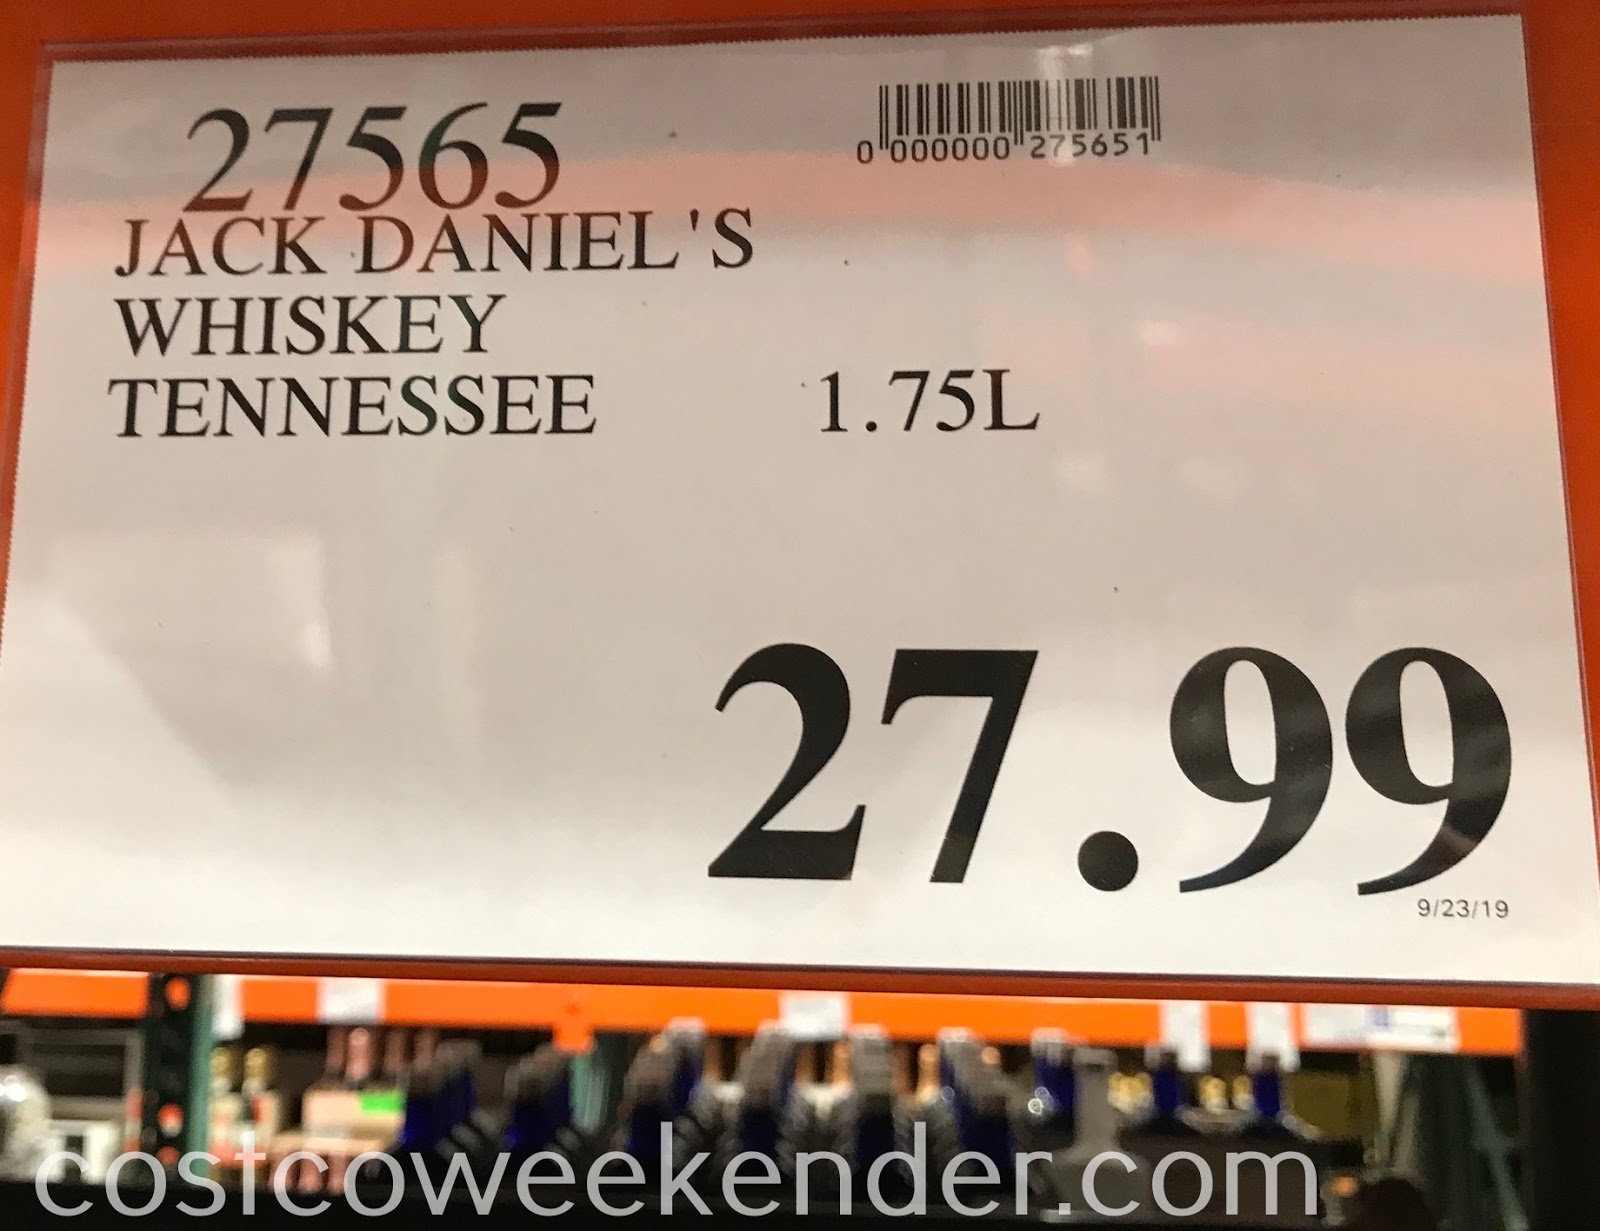 27565
0 000000 275651
JACK DANIEL'S
WHISKEY
TENNESSEE 1.75L
27.99
9/23/19
costcoweekender.com